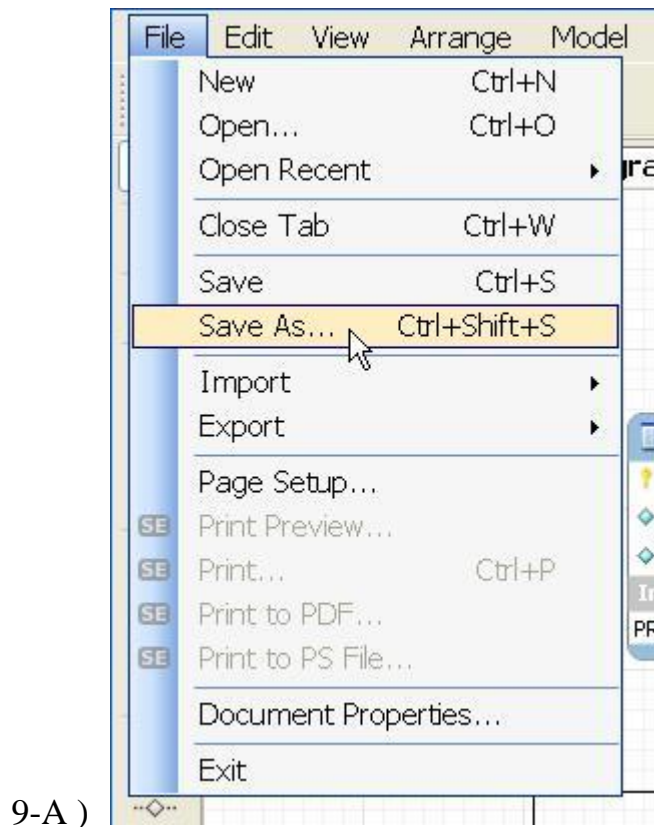 File Edit View Arrange Model
New Ctrl+N
Open... Ctrl+O
Open Recent
Close Tab Ctrl+W
Save Ctrl+S
Save As... Ctrl+Shift+S
Import
Export
Page Setup...
SE Print Preview...
SE Print... Ctrl+P
SE Print to PDF...
SE Print to PS File...
Document Properties...
Exit
9-A )